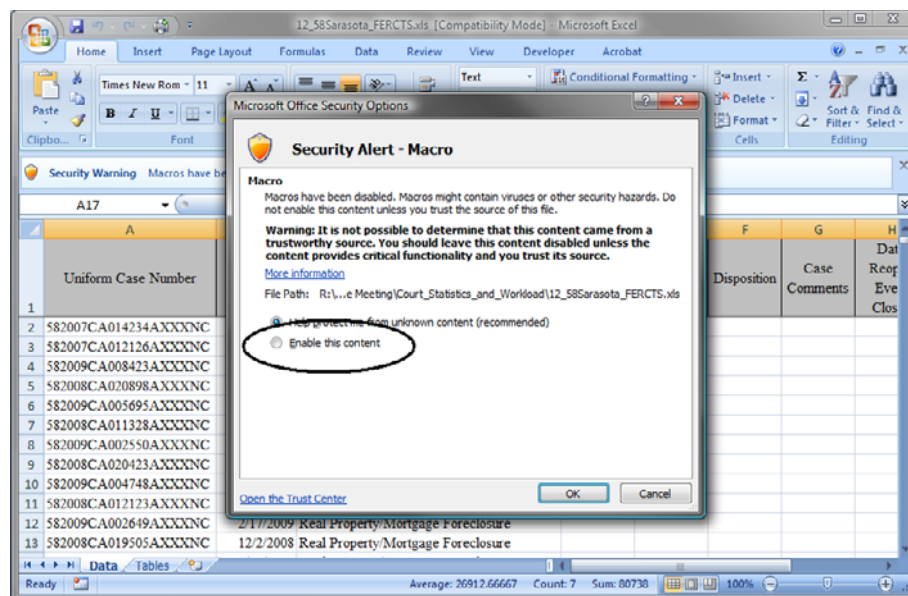 12_58Sarasota_FERCTS.xls [Compatibility Mode] - Microsoft Excel
Home Insert Page Layout Formulas Data Review View Developer Acrobat
Paste
Times New Rom 11
Text
Conditional Formatting
Insert
Delete
Format
Sort & Filter
Find & Select
Clipbo... Font Cells Editing
Security Warning Macros have be
A17
Microsoft Office Security Options
Security Alert - Macro
Macro
Macros have been disabled. Macros might contain viruses or other security hazards. Do
not enable this content unless you trust the source of this file.
Warning: It is not possible to determine that this content came from a
trustworthy source. You should leave this content disabled unless the
content provides critical functionality and you trust its source.
More information
File Path: R:\...e Meeting\Court_Statistics_and_Workload\12_58Sarasota_FERCTS.xls
Help protect me from unknown content (recommended)
Enable this content
Open the Trust Center
OK Cancel
A F G H
1 Uniform Case Number Disposition Case Comments Dat Reop Eve Clos
2 582007CA014234AXXXNC
3 582007CA012126AXXXNC
4 582009CA008423AXXXNC
5 582008CA020898AXXXNC
6 582009CA005695AXXXNC
7 582008CA011328AXXXNC
8 582009CA002550AXXXNC
9 582008CA020423AXXXNC
10 582009CA004748AXXXNC
11 582008CA012123AXXXNC
12 582009CA002649AXXXNC 2/17/2009 Real Property/Mortgage Foreclosure
13 582008CA019505AXXXNC 12/2/2008 Real Property/Mortgage Foreclosure
Data Tables
Ready Average: 26912.66667 Count: 7 Sum: 80738 100%